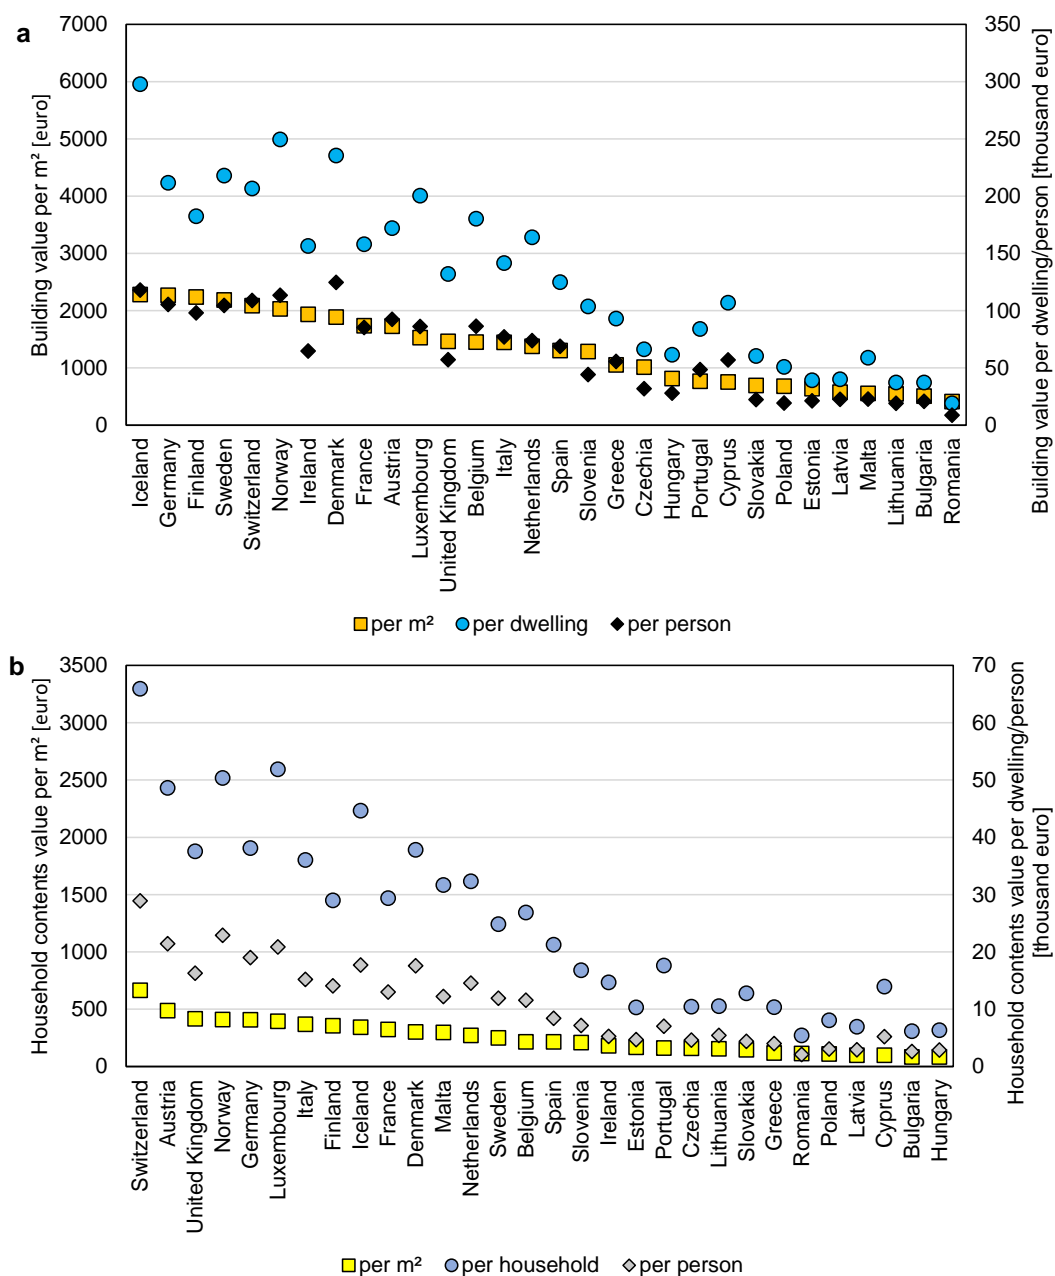 a
Building value per m² [euro]
7000
6000
5000
4000
3000
2000
1000
0
350
300
250
200
150
100
50
0
Building value per dwelling/person [thousand euro]
Iceland
Germany
Finland
Sweden
Switzerland
Norway
Ireland
Denmark
France
Austria
Luxembourg
United Kingdom
Belgium
Italy
Netherlands
Spain
Slovenia
Greece
Czechia
Hungary
Portugal
Cyprus
Slovakia
Poland
Estonia
Latvia
Malta
Lithuania
Bulgaria
Romania
per m² per dwelling per person
b
Household contents value per m² [euro]
3500
3000
2500
2000
1500
1000
500
0
70
60
50
40
30
20
10
0
Household contents value per dwelling/person
[thousand euro]
Switzerland
Austria
United Kingdom
Norway
Germany
Luxembourg
Italy
Finland
Iceland
France
Denmark
Malta
Netherlands
Sweden
Belgium
Spain
Slovenia
Ireland
Estonia
Portugal
Czechia
Lithuania
Slovakia
Greece
Romania
Poland
Latvia
Cyprus
Bulgaria
Hungary
per m² per household per person